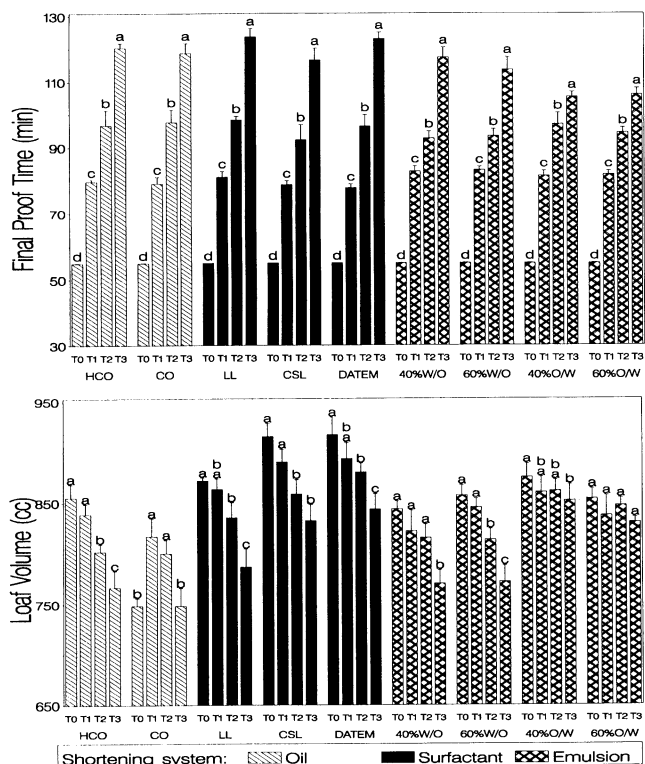 130
110
90
70
50
30
Final Proof Time (min)
d c b a d c b a d c b a d c b a d c b a d c b a d c b a d c b a d c b a
T0 T1 T2 T3 T0 T1 T2 T3 T0 T1 T2 T3 T0 T1 T2 T3 T0 T1 T2 T3 T0 T1 T2 T3 T0 T1 T2 T3 T0 T1 T2 T3 T0 T1 T2 T3
HCO CO LL CSL DATEM 40%W/O 60%W/O 40%O/W 60%O/W
950
850
750
650
Loaf Volume (cc)
a a b c b a a b a b a b c a a b b a b a b c a a a b a a b c a b a b a b a a a a
T0 T1 T2 T3 T0 T1 T2 T3 T0 T1 T2 T3 T0 T1 T2 T3 T0 T1 T2 T3 T0 T1 T2 T3 T0 T1 T2 T3 T0 T1 T2 T3 T0 T1 T2 T3
HCO CO LL CSL DATEM 40%W/O 60%W/O 40%O/W 60%O/W
Shortening system: Oil Surfactant Emulsion